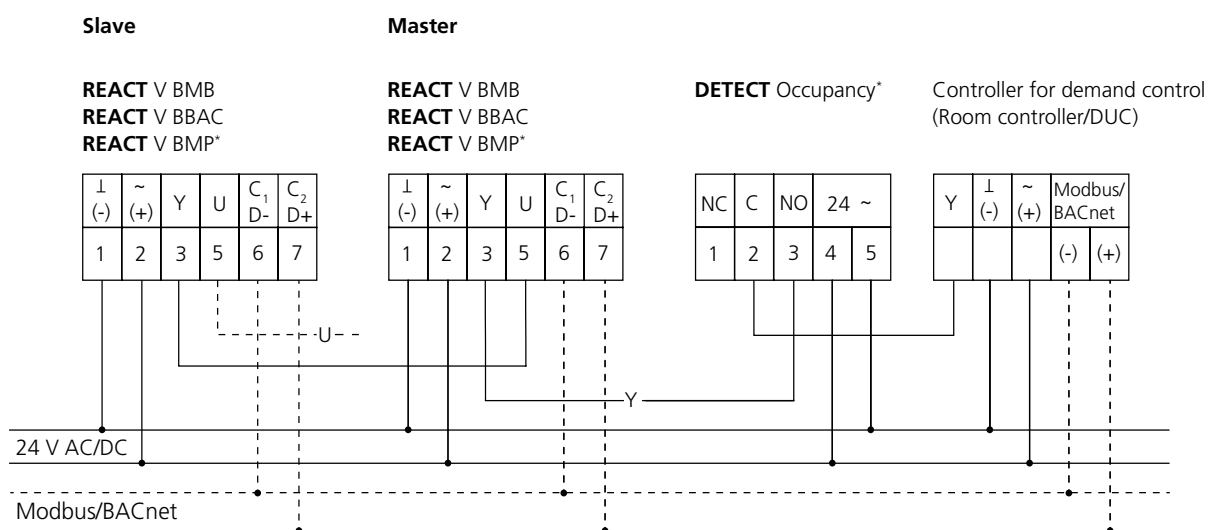 Slave
Master
REACT V BMB
REACT V BBAC
REACT V BMP*
REACT V BMB
REACT V BBAC
REACT V BMP*
DETECT Occupancy*
Controller for demand control
(Room controller/DUC)
⊥ ~ Y U C₁ C₂
(-) (+) D- D+
1 2 3 5 6 7
⊥ ~ Y U C₁ C₂
(-) (+) D- D+
1 2 3 5 6 7
NC C NO 24 ~
1 2 3 4 5
Y ⊥ ~ Modbus/
(-) (+) BACnet
(-) (+)
U
Y
24 V AC/DC
Modbus/BACnet